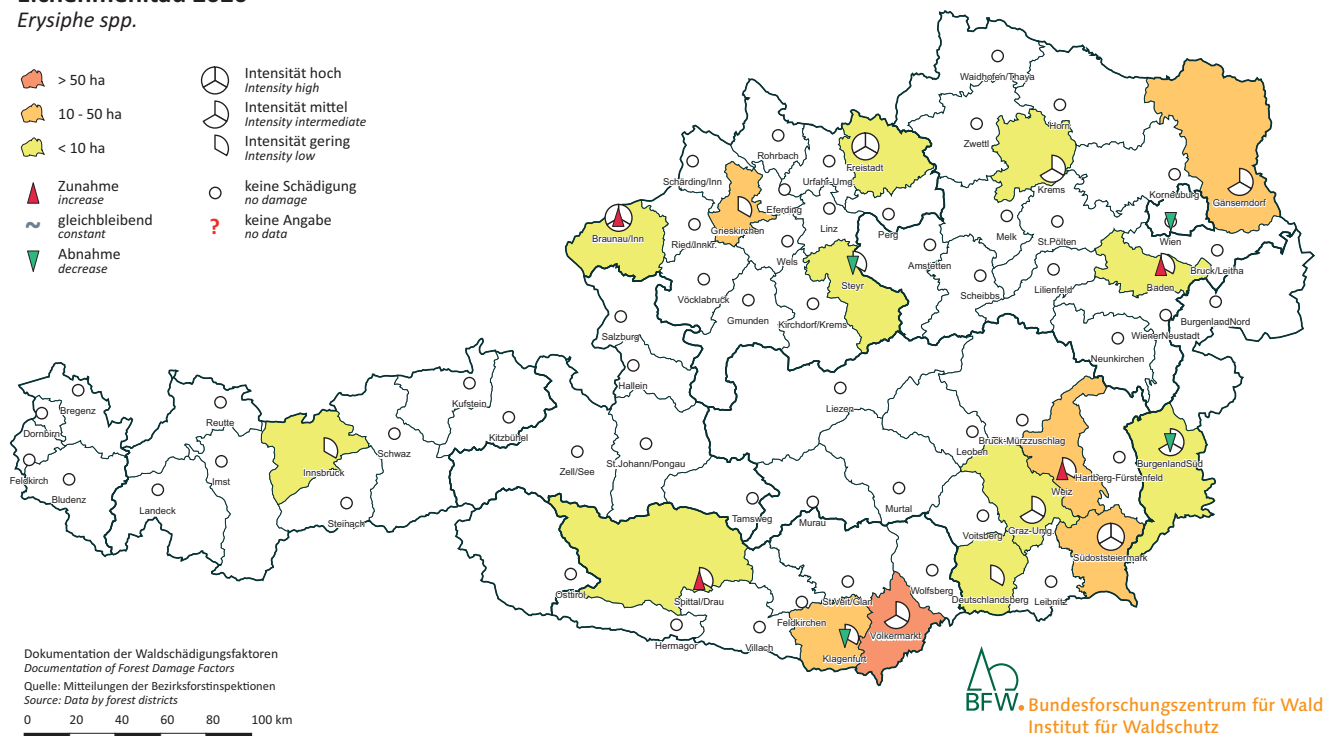 Erysiphe spp.
> 50 ha
10 - 50 ha
< 10 ha
Zunahme
increase
~ gleichbleibend
constant
Abnahme
decrease
Intensität hoch
Intensity high
Intensität mittel
Intensity intermediate
Intensität gering
Intensity low
keine Schädigung
no damage
? keine Angabe
no data
Waidhofen/Thaya
Horn
Zwettl
Krems
Korneuburg
Gänserndorf
Rohrbach
Urfahr-Umg.
Freistadt
Schärding/Inn
Eferding
Grieskirchen
Linz
Perg
Braunau/Inn
Ried/Innkr.
Wels
Amstetten
Melk
St.Pölten
Wien
Bruck/Leitha
Steyr
Scheibbs
Lilienfeld
Baden
Vöcklabruck
Gmunden
Kirchdorf/Krems
BurgenlandNord
WienerNeustadt
Neunkirchen
Salzburg
Hallein
Liezen
Bregenz
Dornbirn
Feldkirch
Bludenz
Reutte
Imst
Landeck
Innsbruck
Schwaz
Steinach
Kufstein
Kitzbühel
Zell/See
St.Johann/Pongau
Tamsweg
Murau
Murtal
Leoben
Bruck-Mürzzuschlag
Hartberg-Fürstenfeld
BurgenlandSüd
Weiz
Graz-Umg.
Voitsberg
Südoststeiermark
Deutschlandsberg
Leibnitz
Osttirol
Spittal/Drau
Hermagor
Villach
Feldkirchen
St.Veit/Glan
Klagenfurt
Völkermarkt
Wolfsberg
Dokumentation der Waldschädigungsfaktoren
Documentation of Forest Damage Factors
Quelle: Mitteilungen der Bezirksforstinspektionen
Source: Data by forest districts
0 20 40 60 80 100 km
BFW.
Bundesforschungszentrum für Wald
Institut für Waldschutz